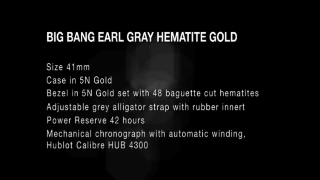 BIG BANG EARL GRAY HEMATITE GOLD
Size 41mm
Case in 5N Gold
Bezel in 5N Gold set with 48 baguette cut hematites
Adjustable grey alligator strap with rubber innert
Power Reserve 42 hours
Mechanical chronograph with automatic winding,
Hublot Calibre HUB 4300